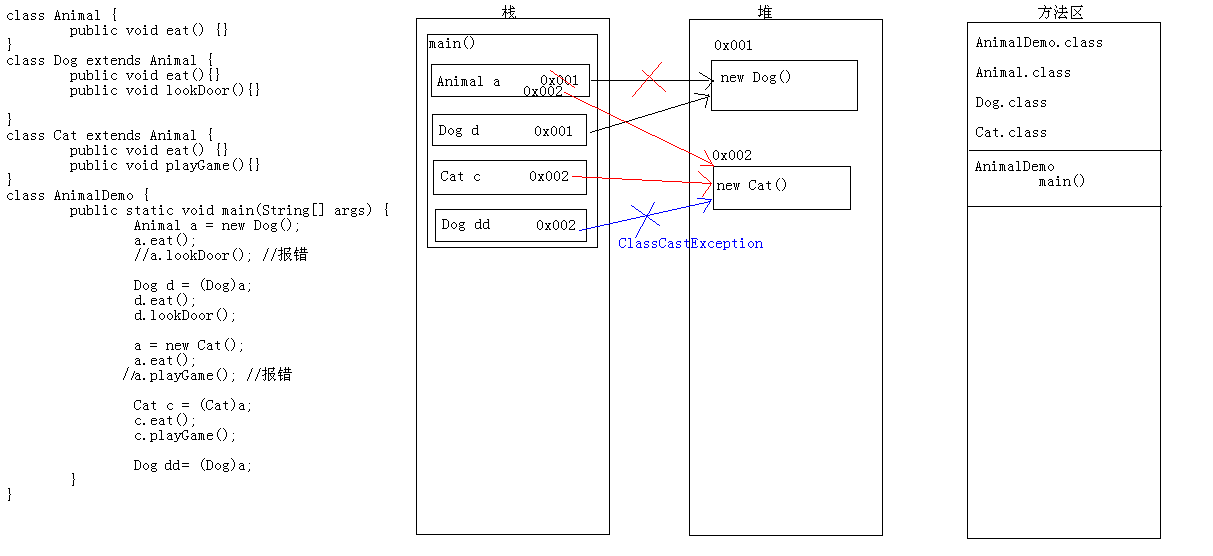 class Animal {
public void eat() {}
}
class Dog extends Animal {
public void eat(){}
public void lookDoor(){}
}
class Cat extends Animal {
public void eat() {}
public void playGame(){}
}
class AnimalDemo {
public static void main(String[] args) {
Animal a = new Dog();
a.eat();
//a.lookDoor(); //报错
Dog d = (Dog)a;
d.eat();
d.lookDoor();
a = new Cat();
a.eat();
//a.playGame(); //报错
Cat c = (Cat)a;
c.eat();
c.playGame();
Dog dd= (Dog)a;
}
}
栈
main()
Animal a 0x001
0x002
Dog d 0x001
Cat c 0x002
Dog dd 0x002
ClassCastException
堆
0x001
new Dog()
0x002
new Cat()
方法区
AnimalDemo.class
Animal.class
Dog.class
Cat.class
AnimalDemo
main()